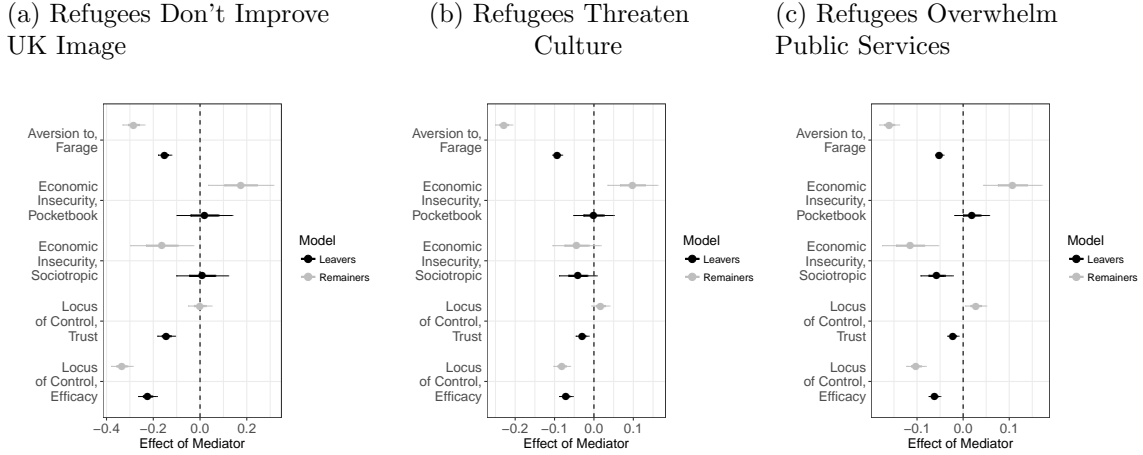 (a) Refugees Don't Improve
UK Image
(b) Refugees Threaten
Culture
(c) Refugees Overwhelm
Public Services
Aversion to,
Farage
Economic
Insecurity,
Pocketbook
Economic
Insecurity,
Sociotropic
Locus
of Control,
Trust
Locus
of Control,
Efficacy
−0.4 −0.2 0.0 0.2
Effect of Mediator
Model
Leavers
Remainers
Aversion to,
Farage
Economic
Insecurity,
Pocketbook
Economic
Insecurity,
Sociotropic
Locus
of Control,
Trust
Locus
of Control,
Efficacy
−0.2 −0.1 0.0 0.1
Effect of Mediator
Model
Leavers
Remainers
Aversion to,
Farage
Economic
Insecurity,
Pocketbook
Economic
Insecurity,
Sociotropic
Locus
of Control,
Trust
Locus
of Control,
Efficacy
−0.1 0.0 0.1
Effect of Mediator
Model
Leavers
Remainers